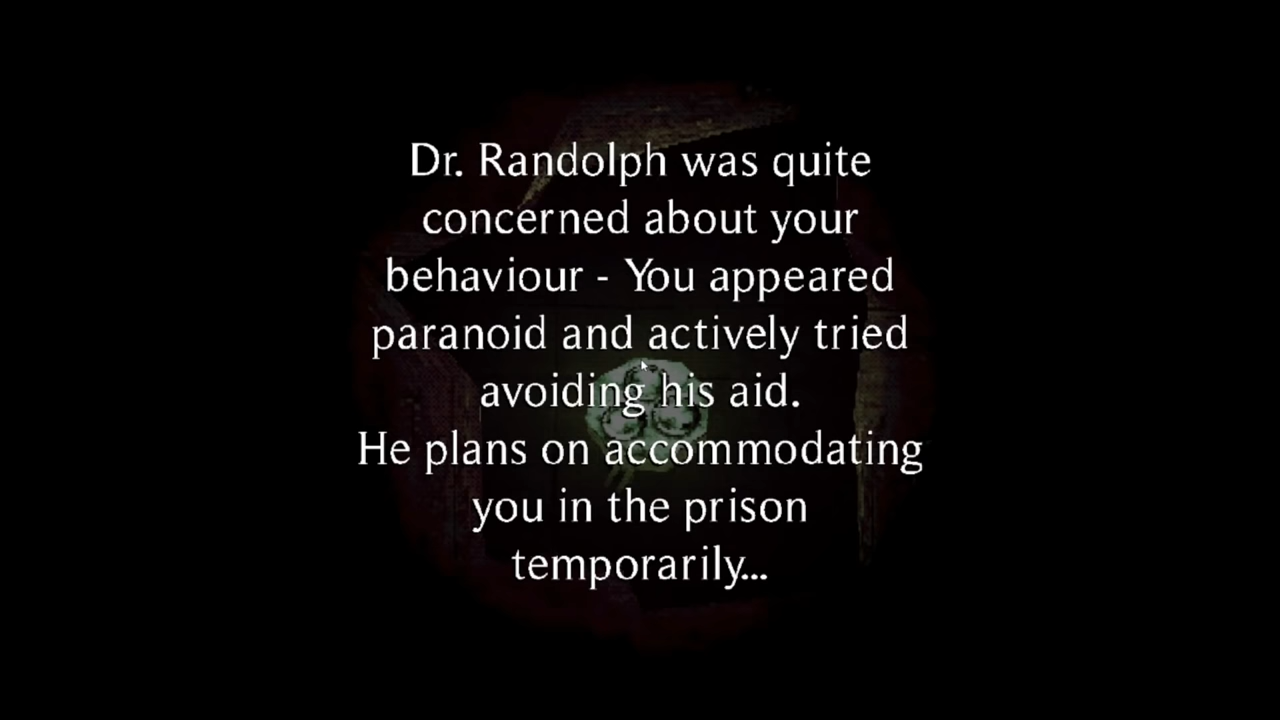 Dr. Randolph was quite
concerned about your
behaviour - You appeared
paranoid and actively tried
avoiding his aid.
He plans on accommodating
you in the prison
temporarily...